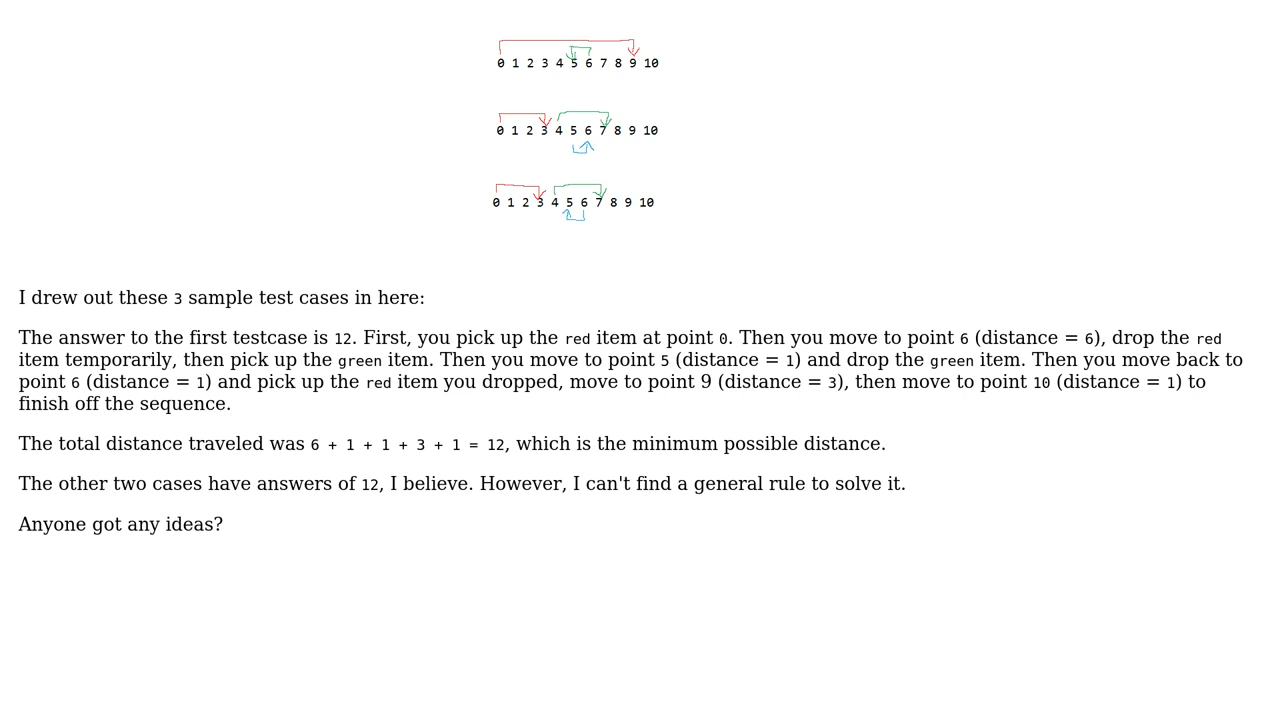 0 1 2 3 4 5 6 7 8 9 10
0 1 2 3 4 5 6 7 8 9 10
0 1 2 3 4 5 6 7 8 9 10
I drew out these 3 sample test cases in here:
The answer to the first testcase is 12. First, you pick up the red item at point 0. Then you move to point 6 (distance = 6), drop the red
item temporarily, then pick up the green item. Then you move to point 5 (distance = 1) and drop the green item. Then you move back to
point 6 (distance = 1) and pick up the red item you dropped, move to point 9 (distance = 3), then move to point 10 (distance = 1) to
finish off the sequence.
The total distance traveled was 6 + 1 + 1 + 3 + 1 = 12, which is the minimum possible distance.
The other two cases have answers of 12, I believe. However, I can't find a general rule to solve it.
Anyone got any ideas?